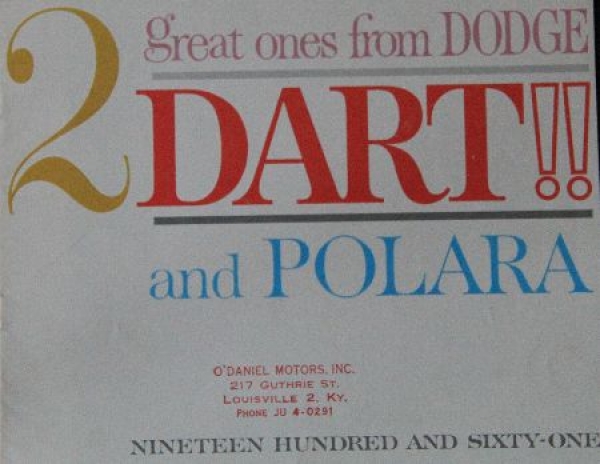 2 great ones from DODGE
DART!!
and POLARA
O'DANIEL MOTORS, INC.
217 GUTHRIE ST.
LOUISVILLE 2, KY.
PHONE JU 4-0291
NINETEEN HUNDRED AND SIXTY-ONE